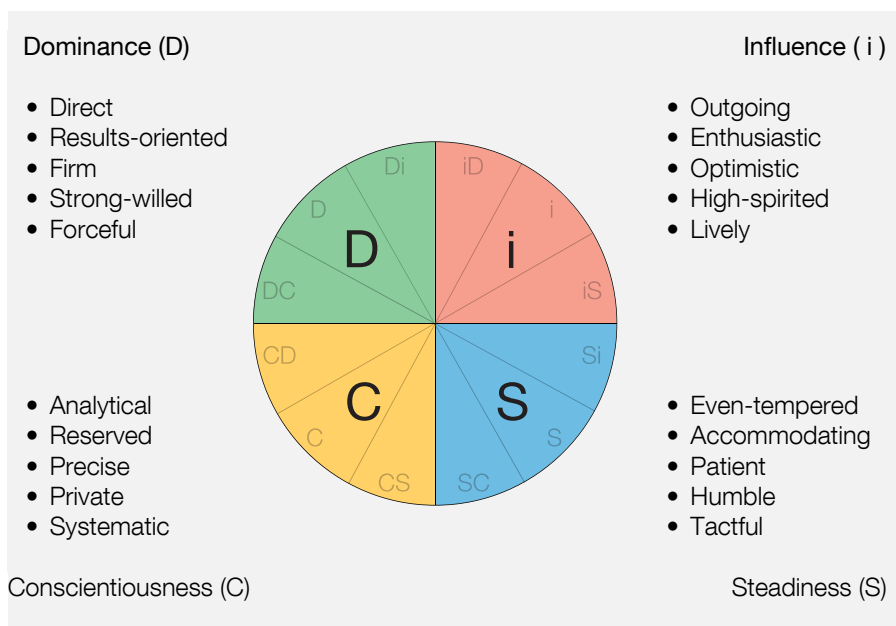 Dominance (D)
• Direct
• Results-oriented
• Firm
• Strong-willed
• Forceful
Influence ( i )
• Outgoing
• Enthusiastic
• Optimistic
• High-spirited
• Lively
Di
iD
D
i
D
i
DC
iS
CD
Si
C
S
C
S
CS
SC
• Analytical
• Reserved
• Precise
• Private
• Systematic
Conscientiousness (C)
• Even-tempered
• Accommodating
• Patient
• Humble
• Tactful
Steadiness (S)